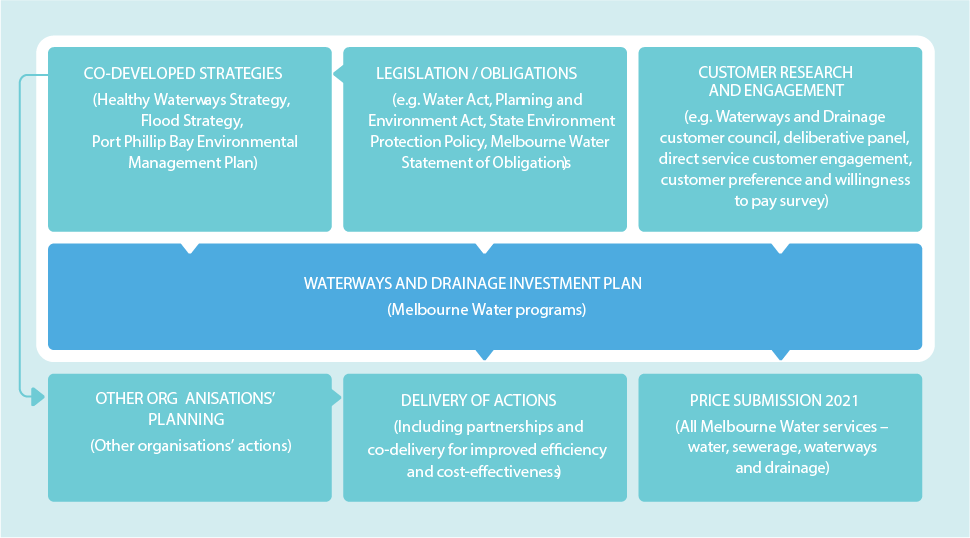 CO-DEVELOPED STRATEGIES
(Healthy Waterways Strategy,
Flood Strategy,
Port Phillip Bay Environmental
Management Plan)
LEGISLATION / OBLIGATIONS
(e.g. Water Act, Planning and
Environment Act, State Environment
Protection Policy, Melbourne Water
Statement of Obligations)
CUSTOMER RESEARCH
AND ENGAGEMENT
(e.g. Waterways and Drainage
customer council, deliberative panel,
direct service customer engagement,
customer preference and willingness
to pay survey)
WATERWAYS AND DRAINAGE INVESTMENT PLAN
(Melbourne Water programs)
OTHER ORG ANISATIONS'
PLANNING
(Other organisations' actions)
DELIVERY OF ACTIONS
(Including partnerships and
co-delivery for improved efficiency
and cost-effectiveness)
PRICE SUBMISSION 2021
(All Melbourne Water services –
water, sewerage, waterways
and drainage)